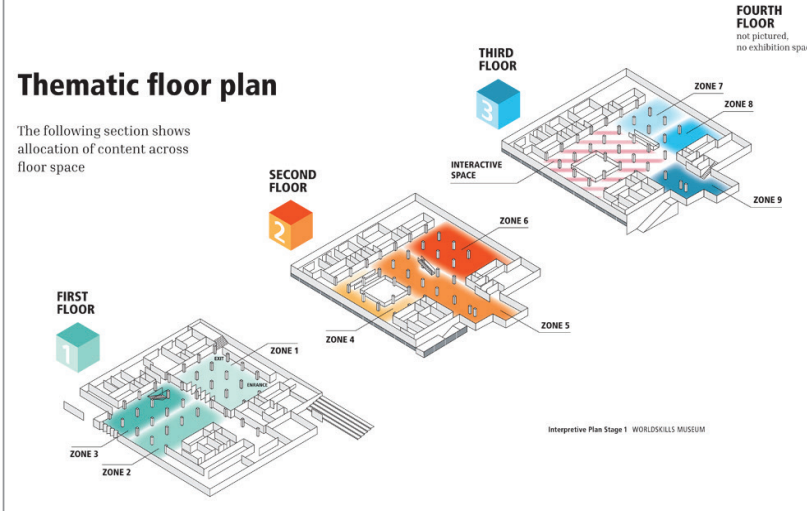 Thematic floor plan
The following section shows
allocation of content across
floor space
FIRST
FLOOR
1
EXIT
ENTRANCE
ZONE 1
ZONE 3
ZONE 2
SECOND
FLOOR
2
ZONE 6
ZONE 5
ZONE 4
THIRD
FLOOR
3
ZONE 7
ZONE 8
INTERACTIVE
SPACE
ZONE 9
FOURTH
FLOOR
not pictured,
no exhibition spa
Interpretive Plan Stage 1 WORLDSKILLS MUSEUM